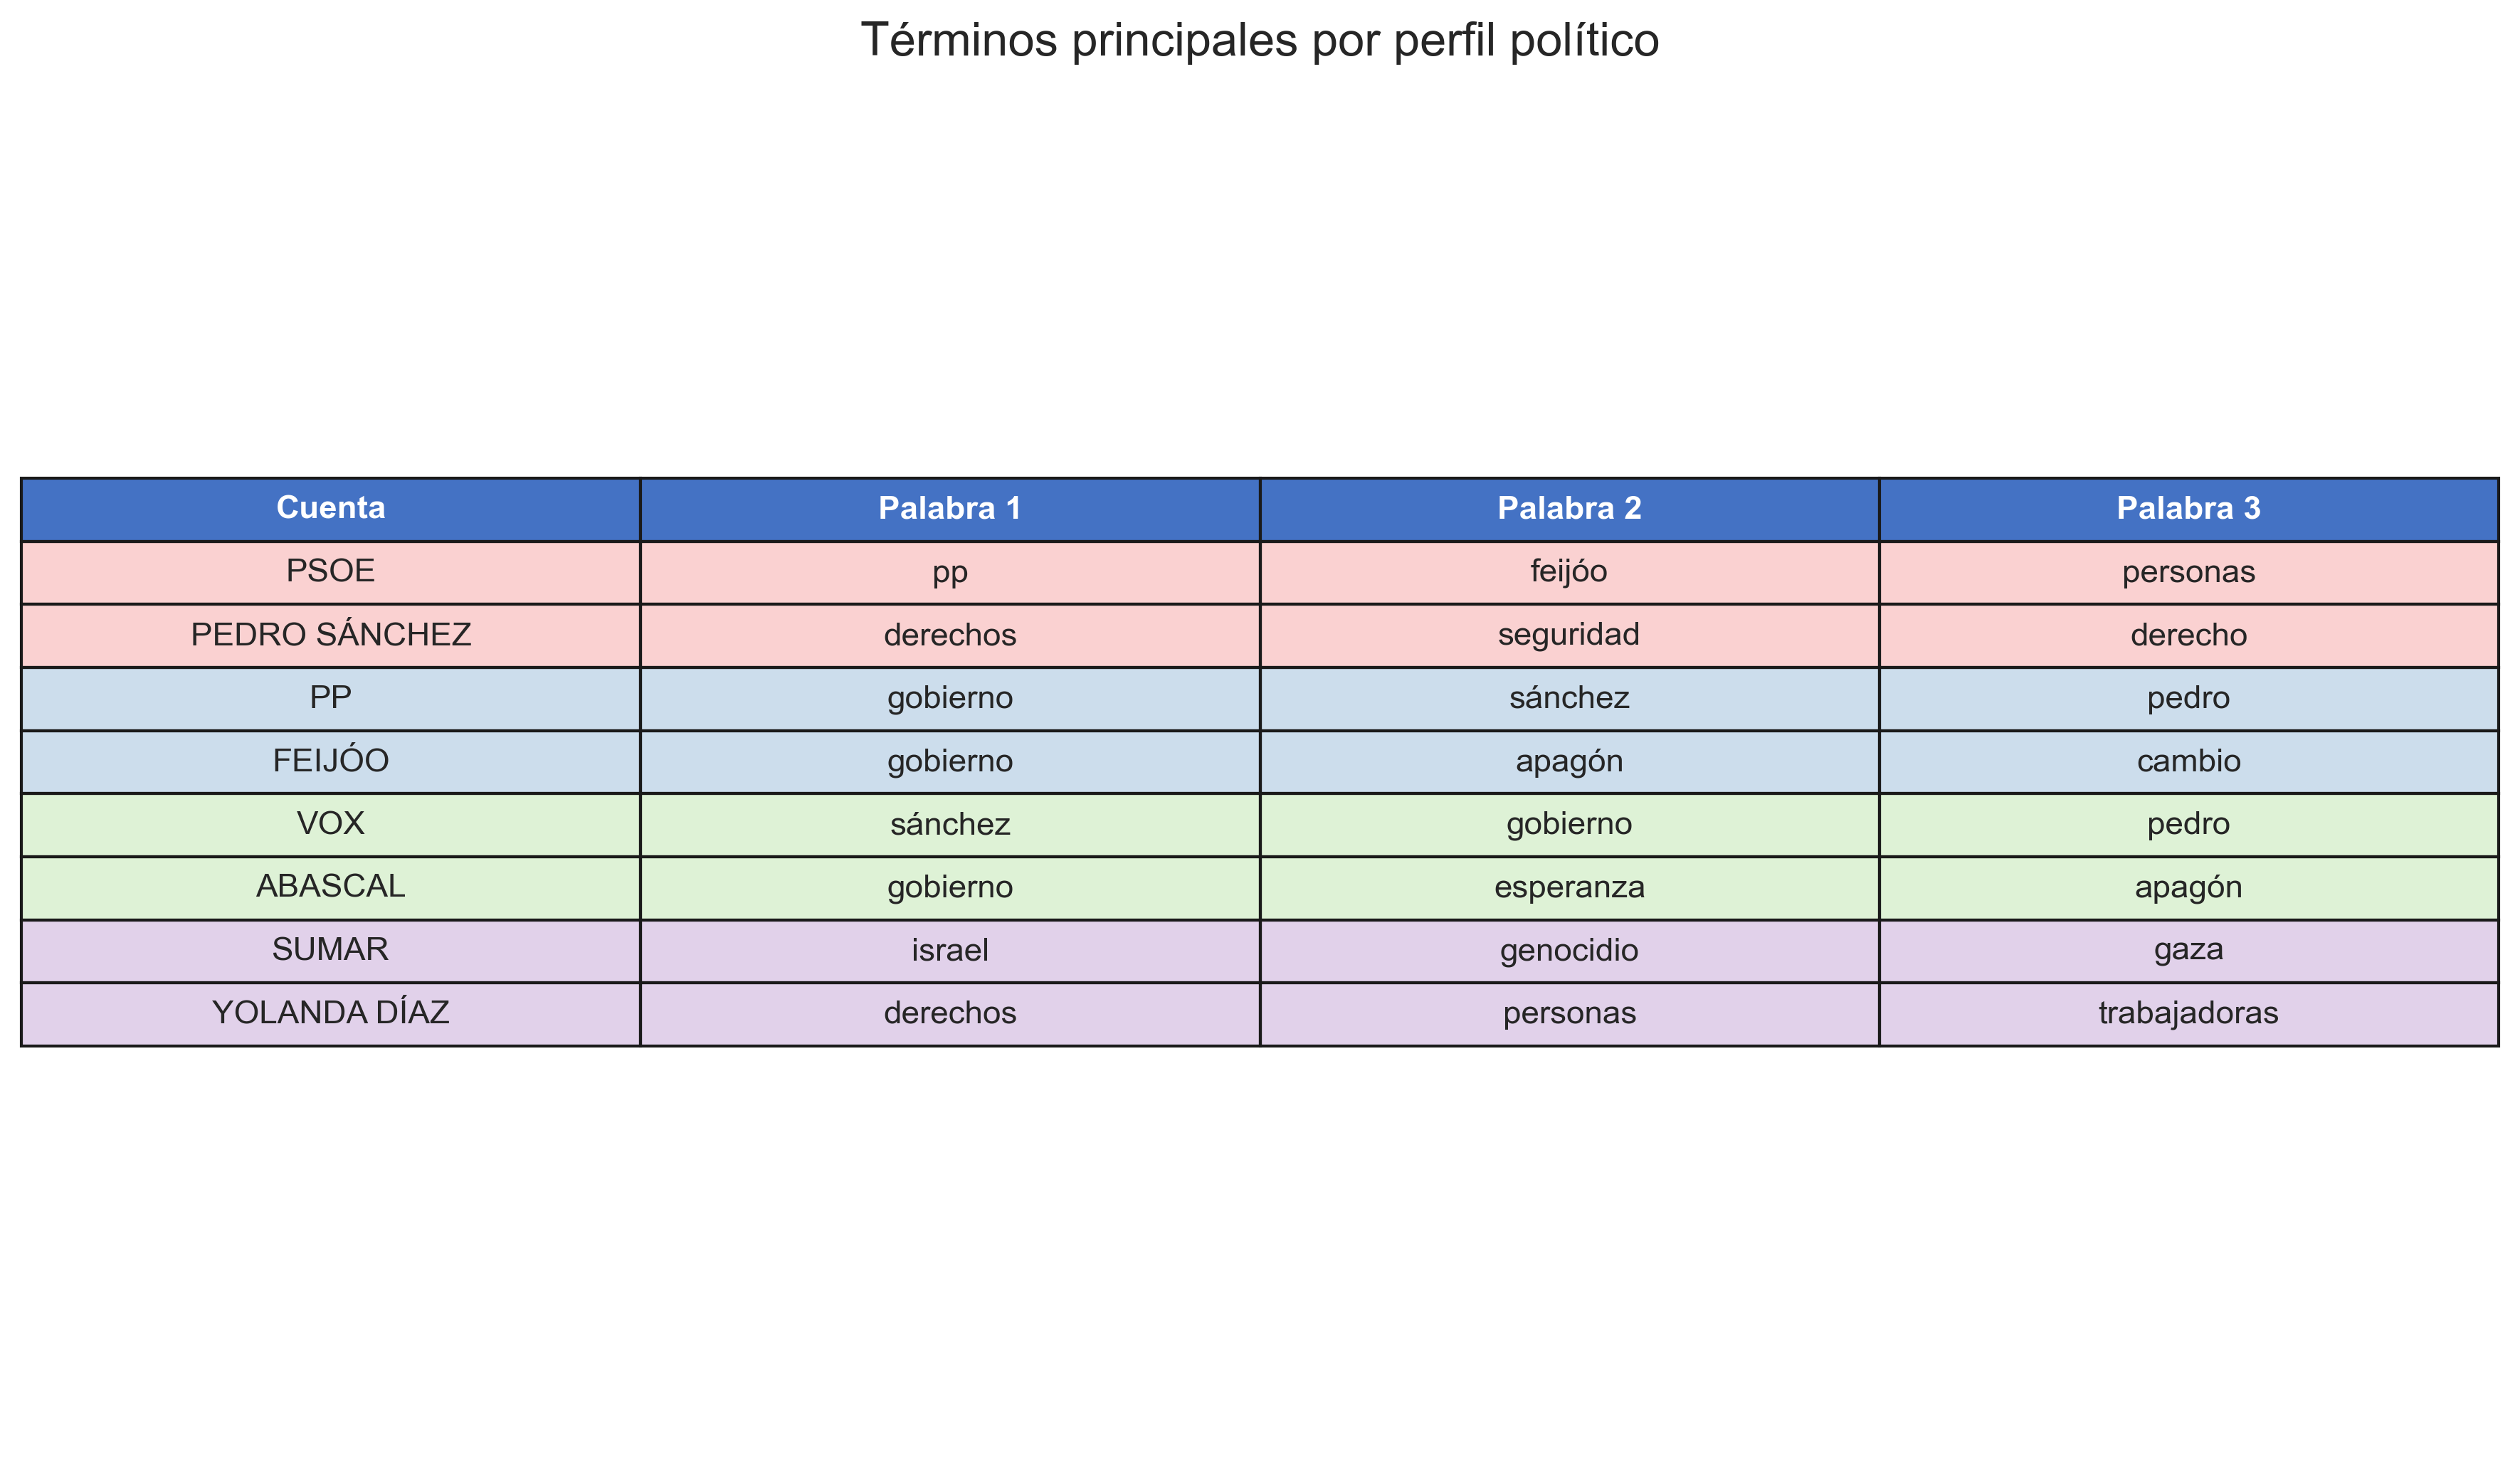 Términos principales por perfil político
Cuenta Palabra 1 Palabra 2 Palabra 3
PSOE pp feijóo personas
PEDRO SÁNCHEZ derechos seguridad derecho
PP gobierno sánchez pedro
FEIJÓO gobierno apagón cambio
VOX sánchez gobierno pedro
ABASCAL gobierno esperanza apagón
SUMAR israel genocidio gaza
YOLANDA DÍAZ derechos personas trabajadoras